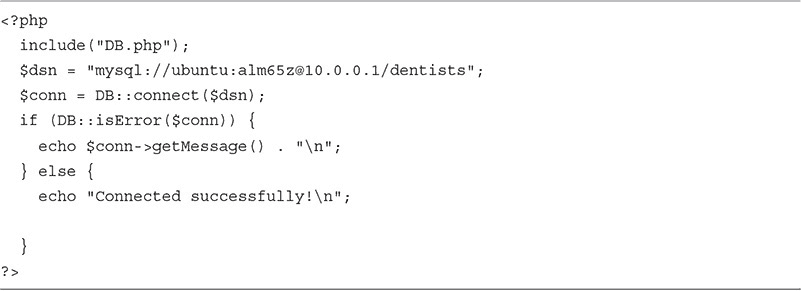 <?php
  include("DB.php");
  $dsn = "mysql://ubuntu:alm65z@10.0.0.1/dentists";
  $conn = DB::connect($dsn);
  if (DB::isError($conn)) {
    echo $conn->getMessage() . "\n";
  } else {
    echo "Connected successfully!\n";
  }
?>